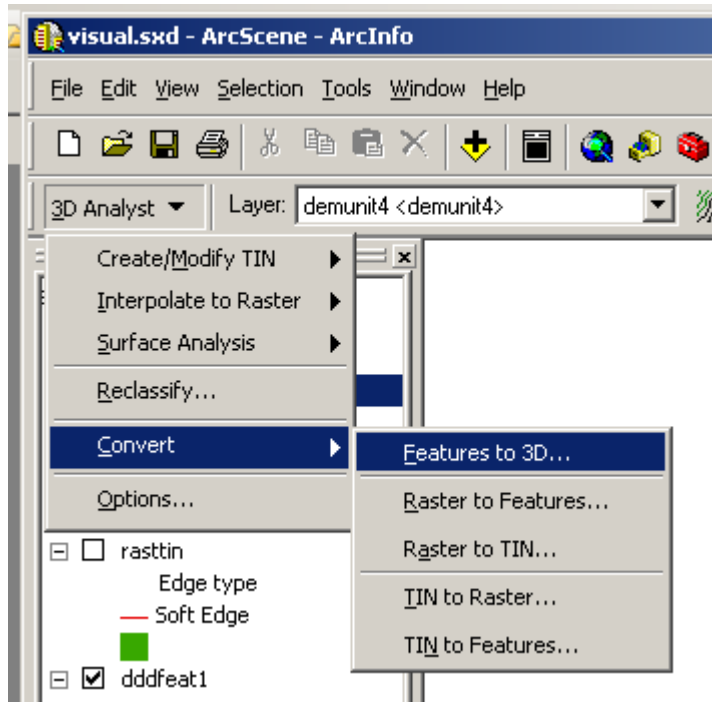 visual.sxd - ArcScene - ArcInfo
File Edit View Selection Tools Window Help
3D Analyst Layer: demunit4 <demunit4>
Create/Modify TIN
Interpolate to Raster
Surface Analysis
Reclassify...
Convert
Options...
Features to 3D...
Raster to Features...
Raster to TIN...
TIN to Raster...
TIN to Features...
rasttin
Edge type
Soft Edge
dddfeat1